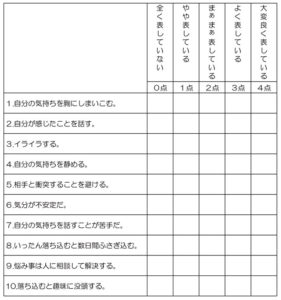 全く表していない
やや表している
まぁまぁ表している
よく表している
大変良く表している
0点 1点 2点 3点 4点
1.自分の気持ちを胸にしまいこむ。
2.自分が感じたことを話す。
3.イライラする。
4.自分の気持ちを静める。
5.相手と衝突することを避ける。
6.気分が不安定だ。
7.自分の気持ちを話すことが苦手だ。
8.いったん落ち込むと数日間ふさぎ込む。
9.悩み事は人に相談して解決する。
10.落ち込むと趣味に没頭する。